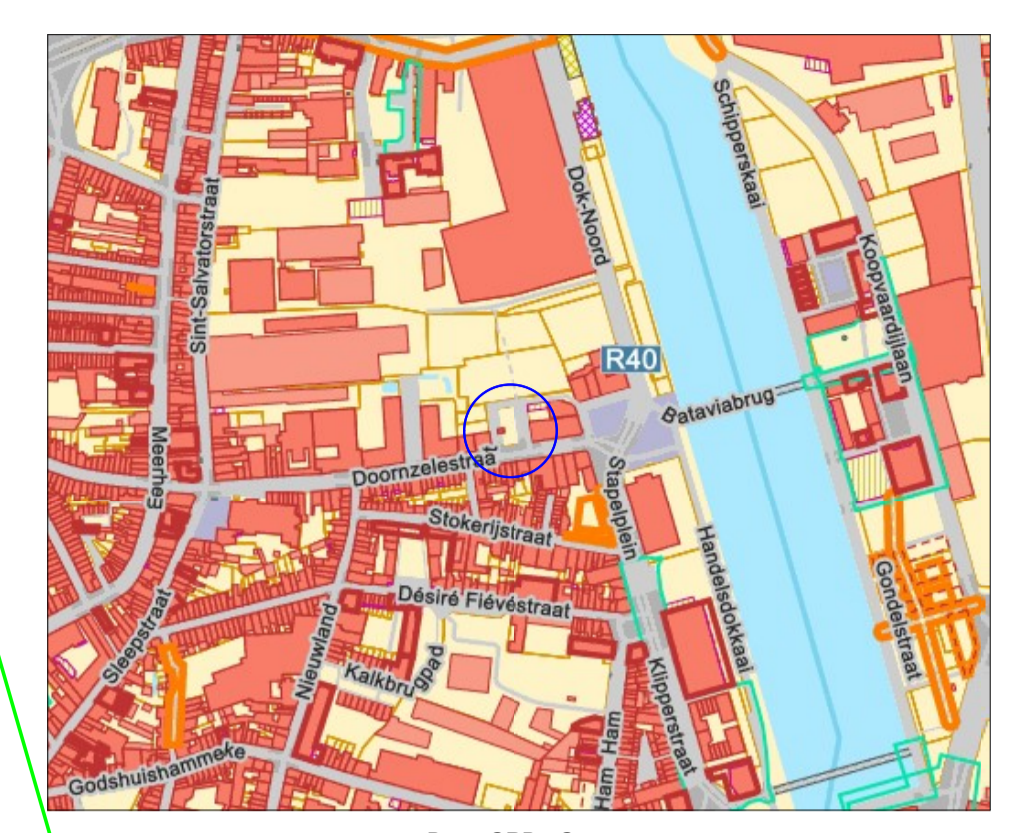 Schipperskaai
Dok-Noord
Sint-Salvatorstraat
Koopvaardijlaan
R40
Bataviabrug
Meerhem
Doornzelestraat
Stapelplein
Stokerijstraat
Handelsdokkaai
Gondelstraat
Désiré Fiévéstraat
Sleepstraat
Nieuwland
Kalkbrugpad
Klipperstraat
Ham
Ham
Godshuishammeke